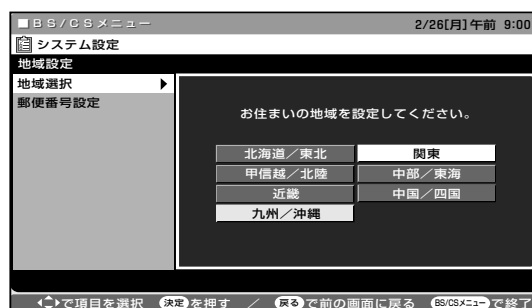 ■BS/CSメニュー 2/26[月]午前 9:00
システム設定
地域設定
地域選択
郵便番号設定
お住まいの地域を設定してください。
北海道／東北 関東
甲信越／北陸 中部／東海
近畿 中国／四国
九州／沖縄
で項目を選択 決定を押す ／ 戻るで前の画面に戻る BS/CSメニューで終了